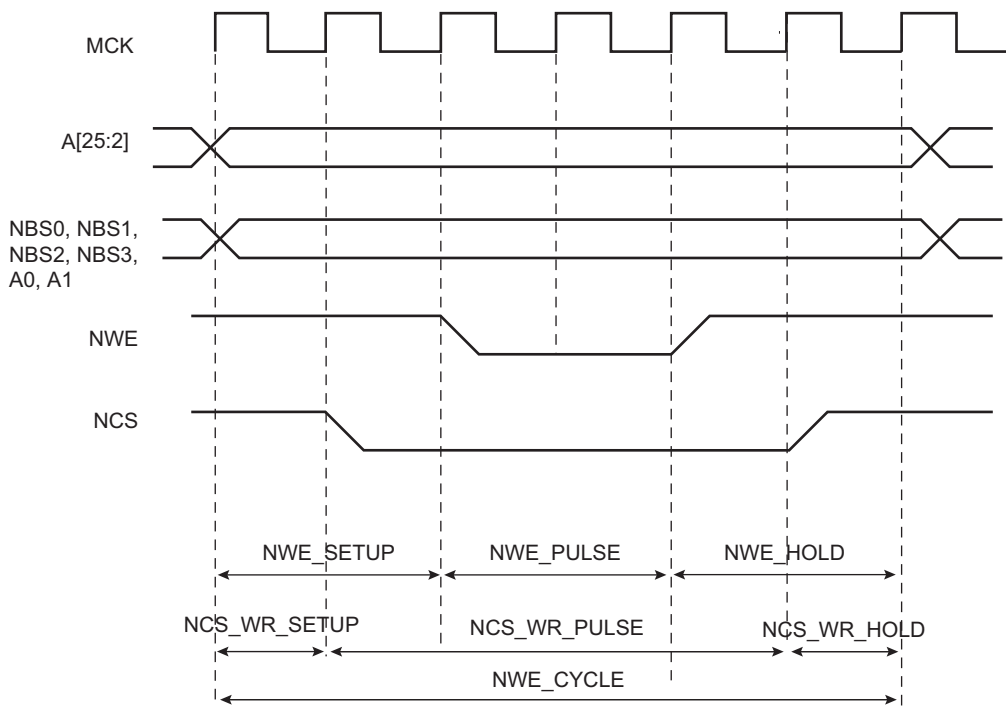 MCK
A[25:2]
NBS0, NBS1,
NBS2, NBS3,
A0, A1
NWE
NCS
NWE_SETUP
NWE_PULSE
NWE_HOLD
NCS_WR_SETUP
NCS_WR_PULSE
NCS_WR_HOLD
NWE_CYCLE